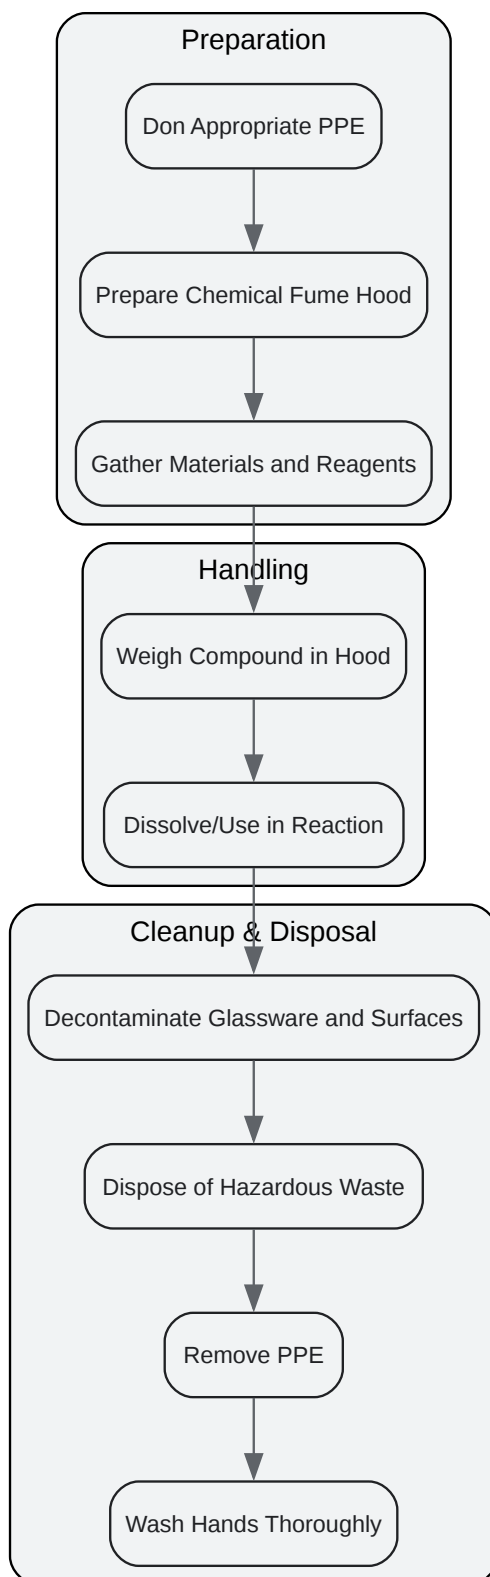 Preparation
Don Appropriate PPE
Prepare Chemical Fume Hood
Gather Materials and Reagents
Handling
Weigh Compound in Hood
Dissolve/Use in Reaction
Cleanup & Disposal
Decontaminate Glassware and Surfaces
Dispose of Hazardous Waste
Remove PPE
Wash Hands Thoroughly